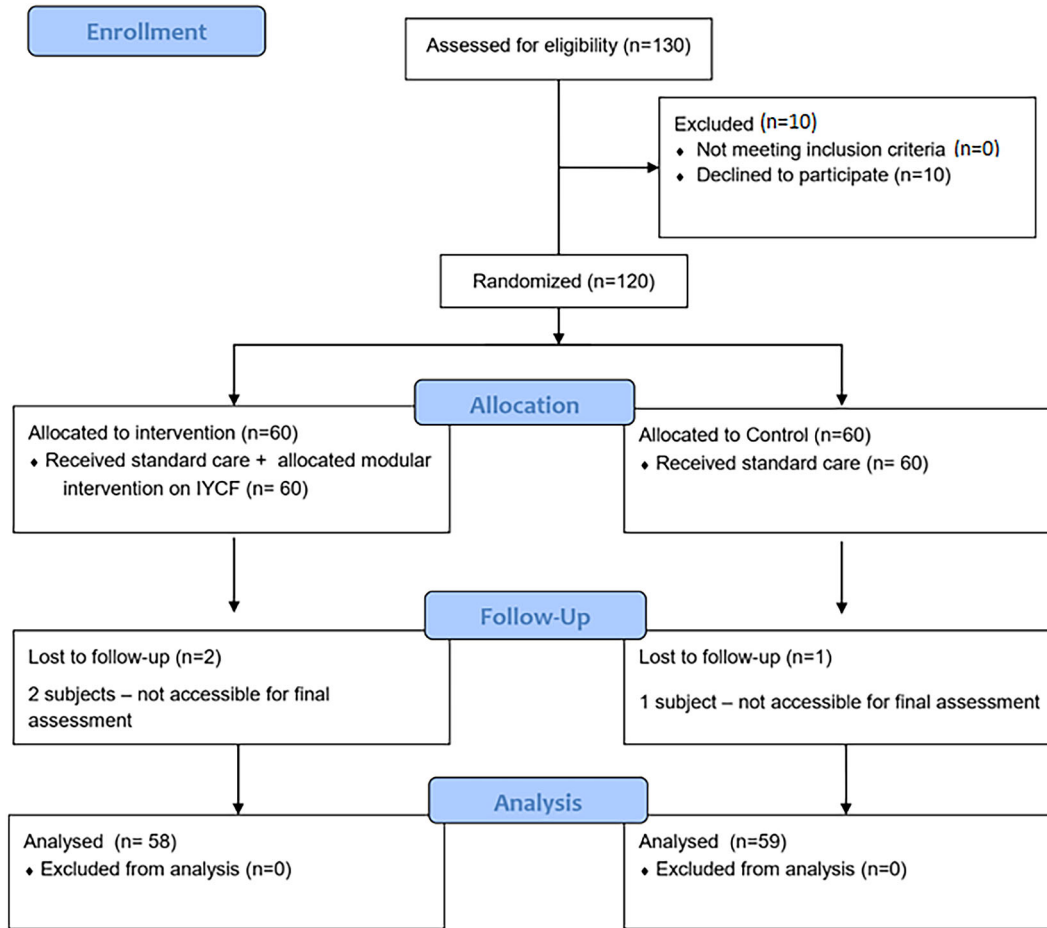 Enrollment
Assessed for eligibility (n=130)
Excluded (n=10)
♦ Not meeting inclusion criteria (n=0)
♦ Declined to participate (n=10)
Randomized (n=120)
Allocation
Allocated to intervention (n=60)
♦ Received standard care + allocated modular
intervention on IYCF (n= 60)
Allocated to Control (n=60)
♦ Received standard care (n= 60)
Follow-Up
Lost to follow-up (n=2)
2 subjects – not accessible for final
assessment
Lost to follow-up (n=1)
1 subject – not accessible for final assessment
Analysis
Analysed (n= 58)
♦ Excluded from analysis (n=0)
Analysed (n=59)
♦ Excluded from analysis (n=0)